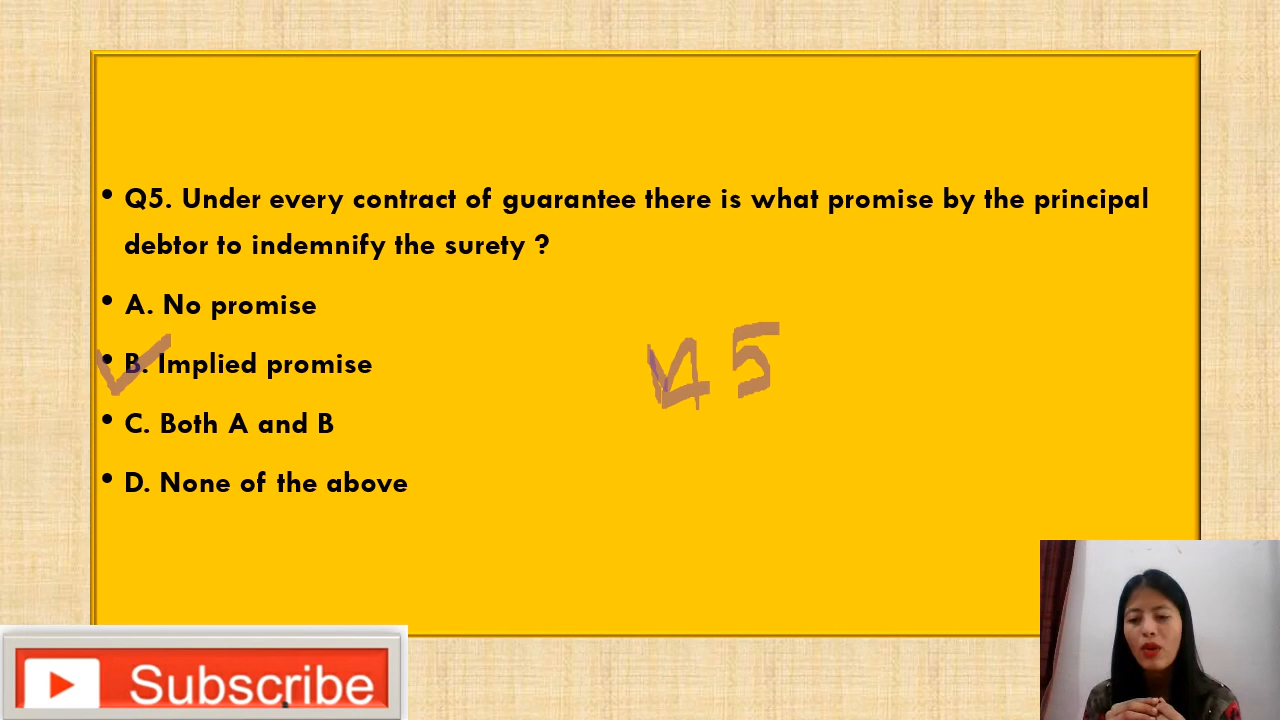 • Q5. Under every contract of guarantee there is what promise by the principal
debtor to indemnify the surety ?
• A. No promise
• B. Implied promise
• C. Both A and B
• D. None of the above
45
Subscribe